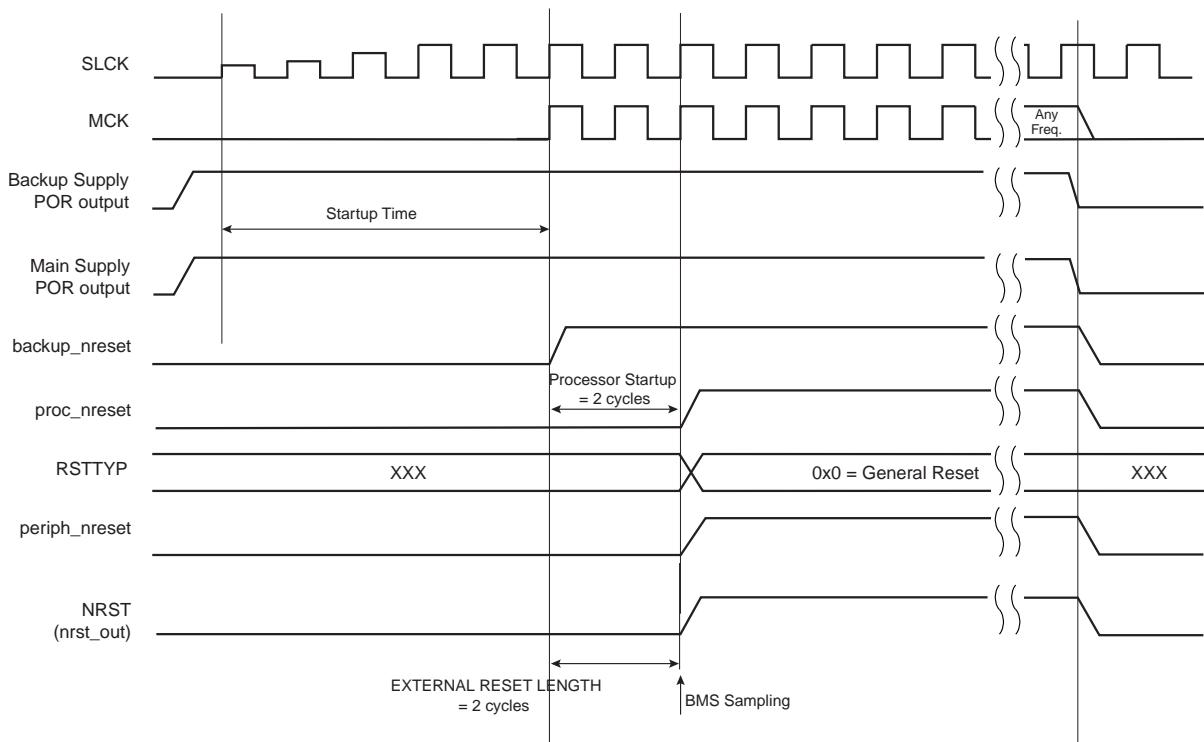 SLCK
MCK
Any
Freq.
Backup Supply
POR output
Startup Time
Main Supply
POR output
backup_nreset
Processor Startup
= 2 cycles
proc_nreset
RSTTYP
XXX
0x0 = General Reset
XXX
periph_nreset
NRST
(nrst_out)
EXTERNAL RESET LENGTH
= 2 cycles
BMS Sampling